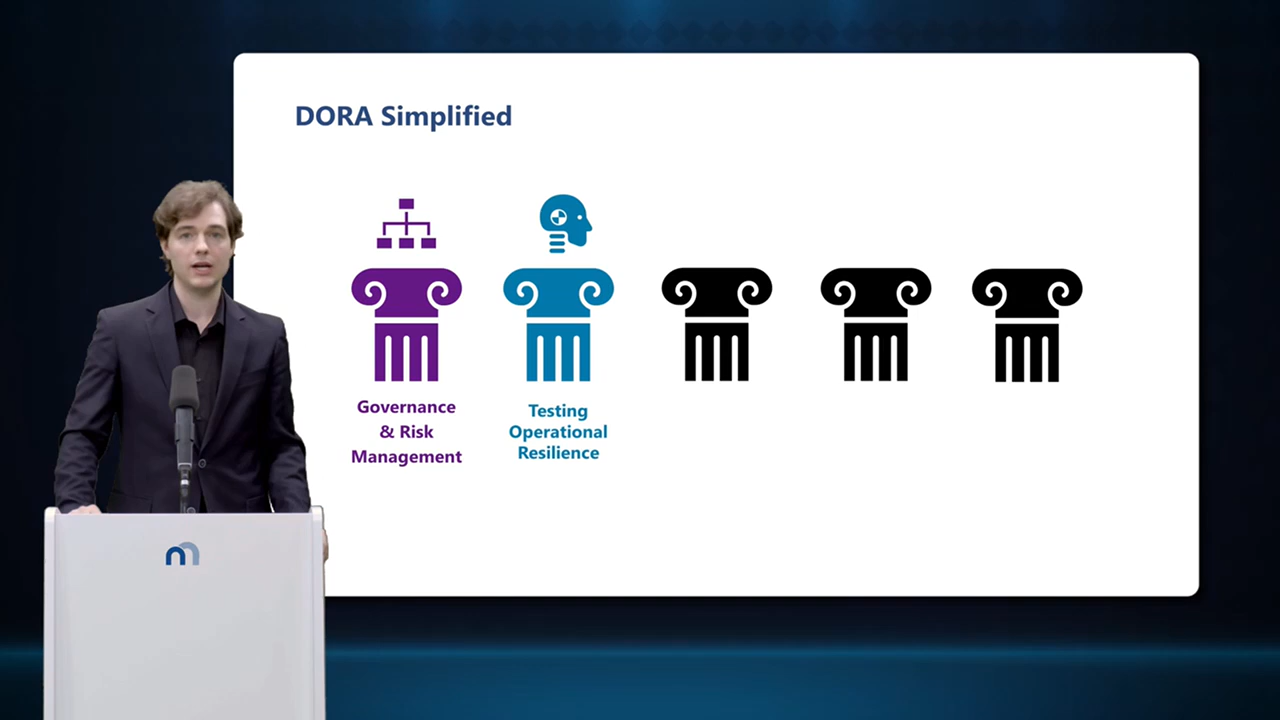 DORA Simplified
Governance
& Risk
Management
Testing
Operational
Resilience